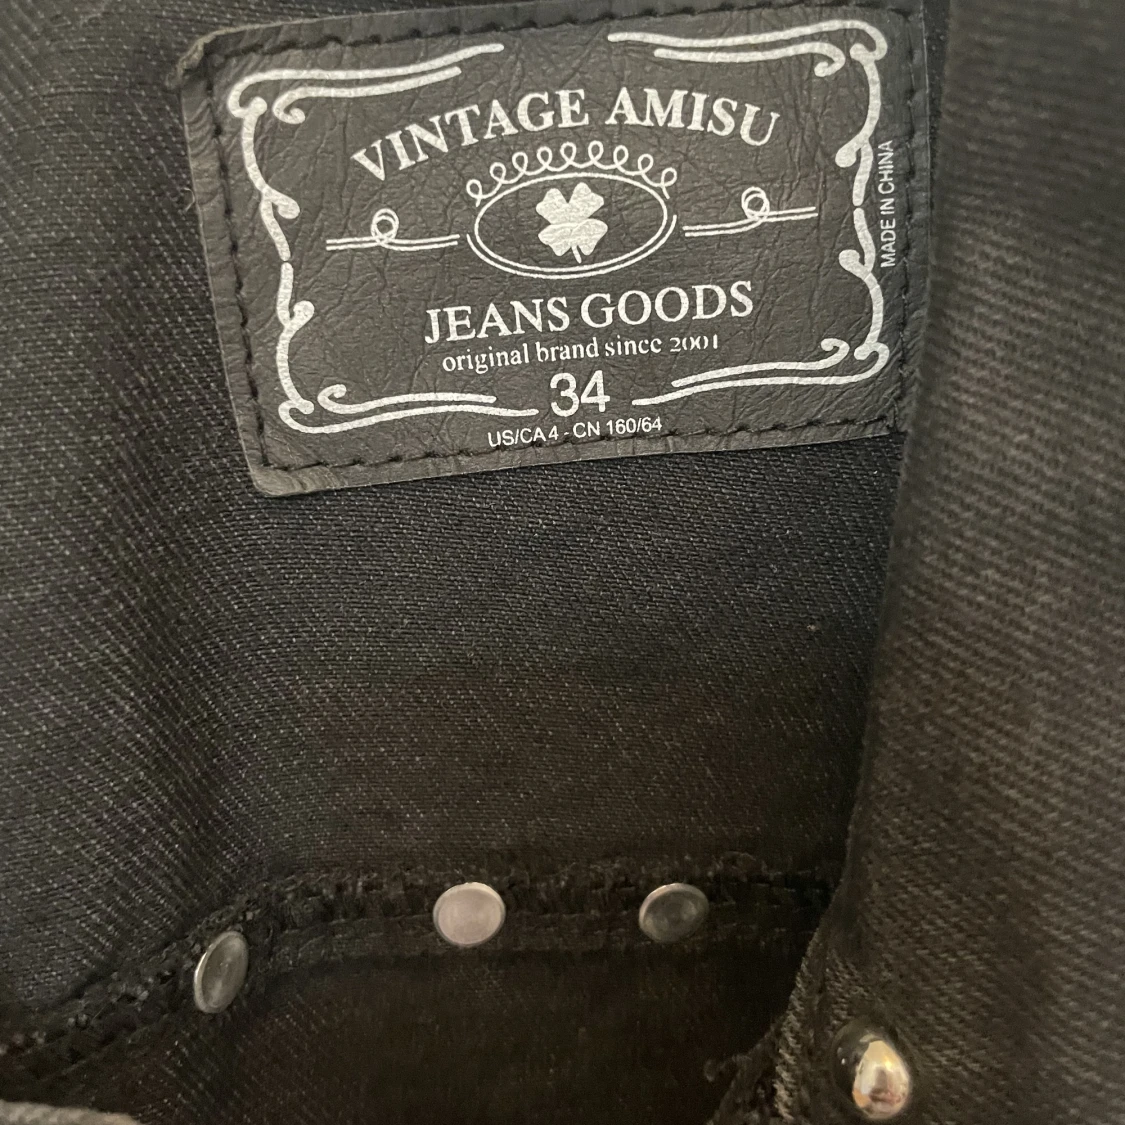 VINTAGE AMISU
JEANS GOODS
original brand since 2001
34
US/CA 4 - CN 160/64
MADE IN CHINA